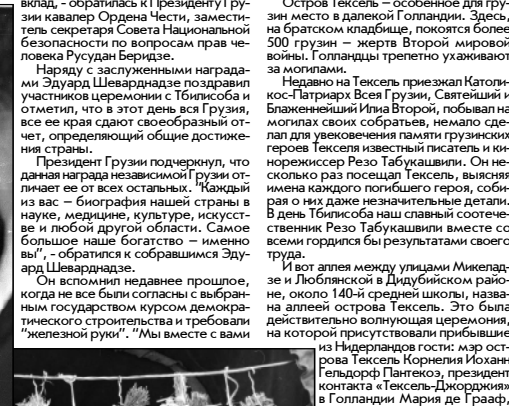 вклад, - обратилась к Президенту Гру-
зии кавалер Ордена Чести, замести-
тель секретаря Совета Национальной
безопасности по вопросам прав че-
ловека Русудан Беридзе.
Наряду с заслуженными награда-
ми Эдуард Шеварднадзе поздравил
участников церемонии с Тбилисоба и
отметил, что в этот день вся Грузия,
все ее края сдают своеобразный от-
чет, определяющий общие достиже-
ния страны.
Президент Грузии подчеркнул, что
данная награда независимой Грузии от-
личает ее от всех остальных. "Каждый
из вас – биография нашей страны в
науке, медицине, культуре, искусст-
ве и любой другой области. Самое
большое наше богатство – именно
вы", - обратился к собравшимся Эду-
ард Шеварднадзе.
Он вспомнил недавнее прошлое,
когда не все были согласны с выбран-
ным государством курсом демокра-
тического строительства и требовали
"железной руки". "Мы вместе с вами
Остров Тексель – особенное для гру-
зин место в далекой Голландии. Здесь,
на братском кладбище, покоятся более
500 грузин – жертв Второй мировой
войны. Голландцы трепетно ухаживают
за могилами.
Недавно на Тексель приезжал Католи-
кос-Патриарх Всея Грузии, Святейший и
Блаженнейший Илиа Второй, побывал на
могилах своих собратьев, немало сде-
лал для увековечения памяти грузинских
героев Текселя известный писатель и ки-
норежиссер Резо Табукашвили. Он не-
сколько раз посещал Тексель, выясняя
имена каждого погибшего героя, соби-
рая о них даже незначительные детали.
В день Тбилисоба наш славный соотече-
ственник Резо Табукашвили вместе со
всеми гордился бы результатами своего
труда.
И вот аллея между улицами Микелад-
зе и Люблянской в Дидубийском райо-
не, около 140-й средней школы, назва-
на аллеей острова Тексель. Это была
действительно волнующая церемония,
на которой присутствовали прибывшие
из Нидерландов гости: мэр ост-
рова Тексель Корнелия Иоханн
Гельдорф Пантекоэ, президент
контакта «Тексель-Джорджия»
в Голландии Мария де Грааф,